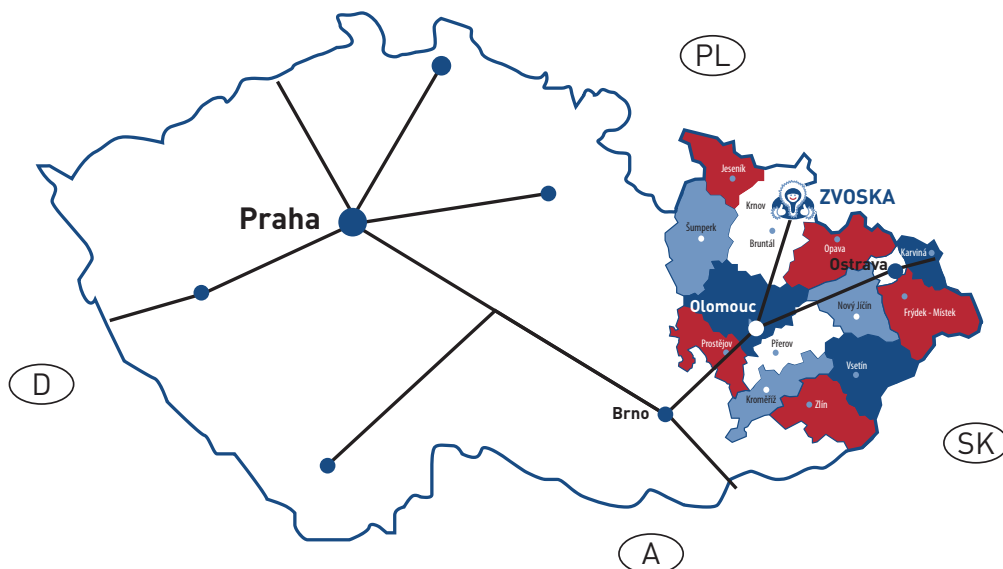 PL
Jeseník
ZVOSKA
Krnov
Praha
Šumperk
Bruntál
Opava
Karviná
Ostrava
Olomouc
Nový Jičín
Frýdek - Místek
Prostějov
Přerov
Vsetín
D
Kroměříž
Zlín
Brno
SK
A